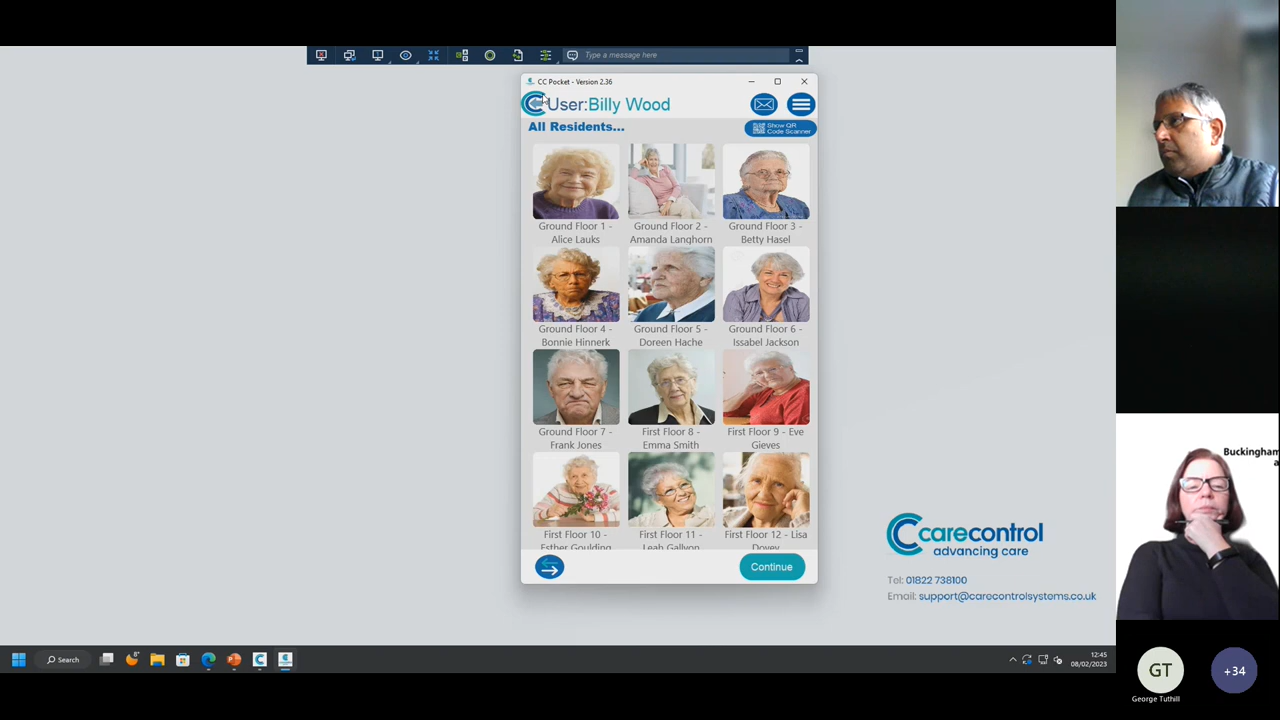 Type a message here
CC Pocket - Version 2.36
User:Billy Wood
All Residents...
Show QR
Code Scanner
Ground Floor 1 -
Alice Lauks
Ground Floor 2 -
Amanda Langhorn
Ground Floor 3 -
Betty Hasel
Ground Floor 4 -
Bonnie Hinnerk
Ground Floor 5 -
Doreen Hache
Ground Floor 6 -
Issabel Jackson
Ground Floor 7 -
Frank Jones
First Floor 8 -
Emma Smith
First Floor 9 - Eve
Gieves
First Floor 10 -
Esther Goulding
First Floor 11 -
Leah Gallyon
First Floor 12 - Lisa
Dovey
Continue
carecontrol
advancing care
Tel: 01822 738100
Email: support@carecontrolsystems.co.uk
Search
8°
12:45
08/02/2023
Buckingham
a
GT
George Tuthill
+34